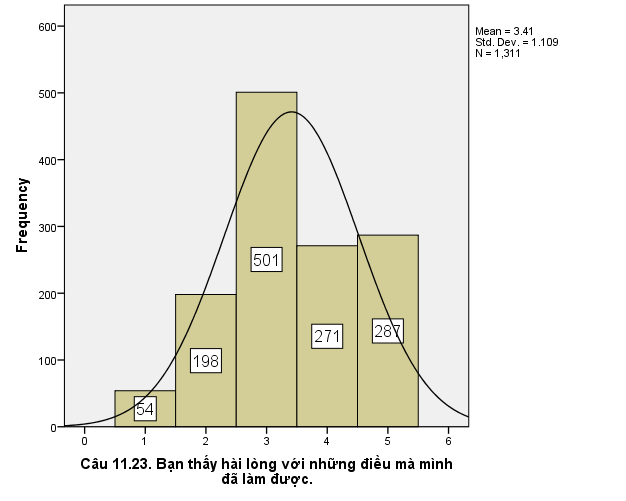 Mean = 3.41
Std. Dev. = 1.109
N = 1,311
600
500
400
300
200
100
0
Frequency
54
198
501
271
287
0 1 2 3 4 5 6
Câu 11.23. Bạn thấy hài lòng với những điều mà mình
đã làm được.